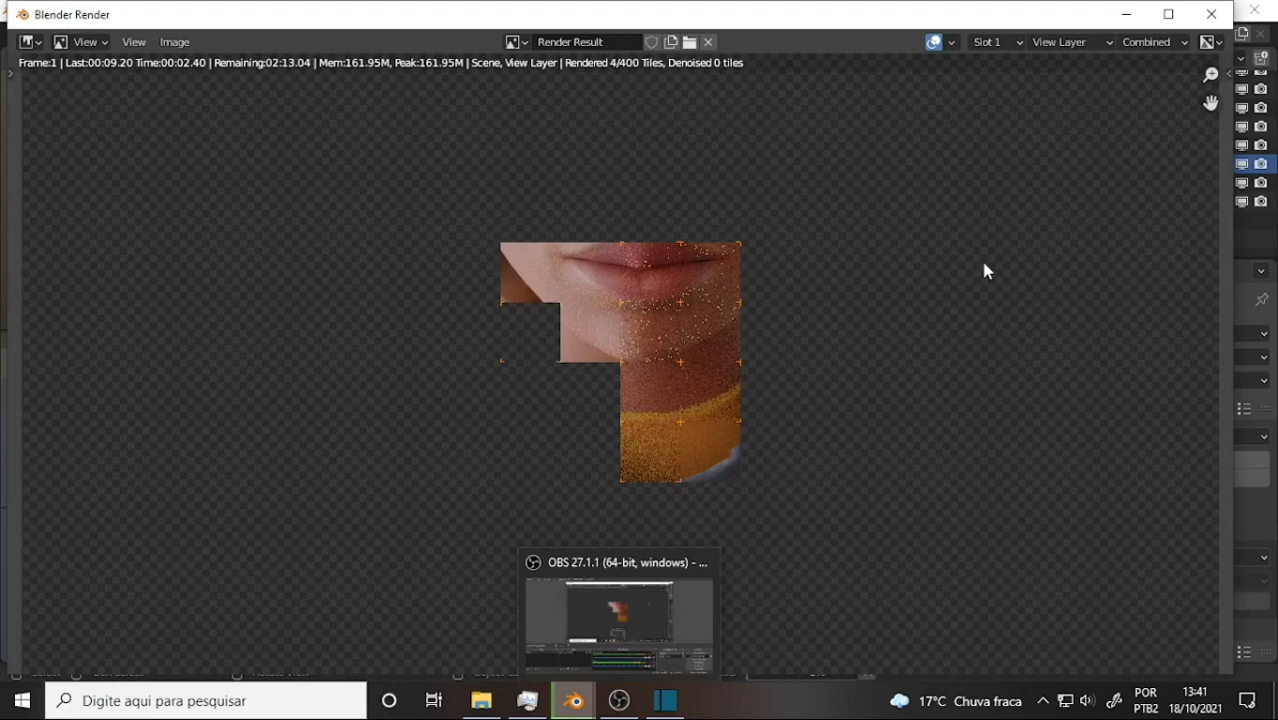 Blender Render
View
View
Image
Render Result
Slot 1
View Layer
Combined
Frame:1 | Last:00:09.20 Time:00:02.40 | Remaining:02:13.04 | Mem:161.95M, Peak:161.95M | Scene, View Layer | Rendered 4/400 Tiles, Denoised 0 tiles
OBS 27.1.1 (64-bit, windows) - ...
Digite aqui para pesquisar
17°C Chuva fraca
POR
PTB2
13:41
18/10/2021